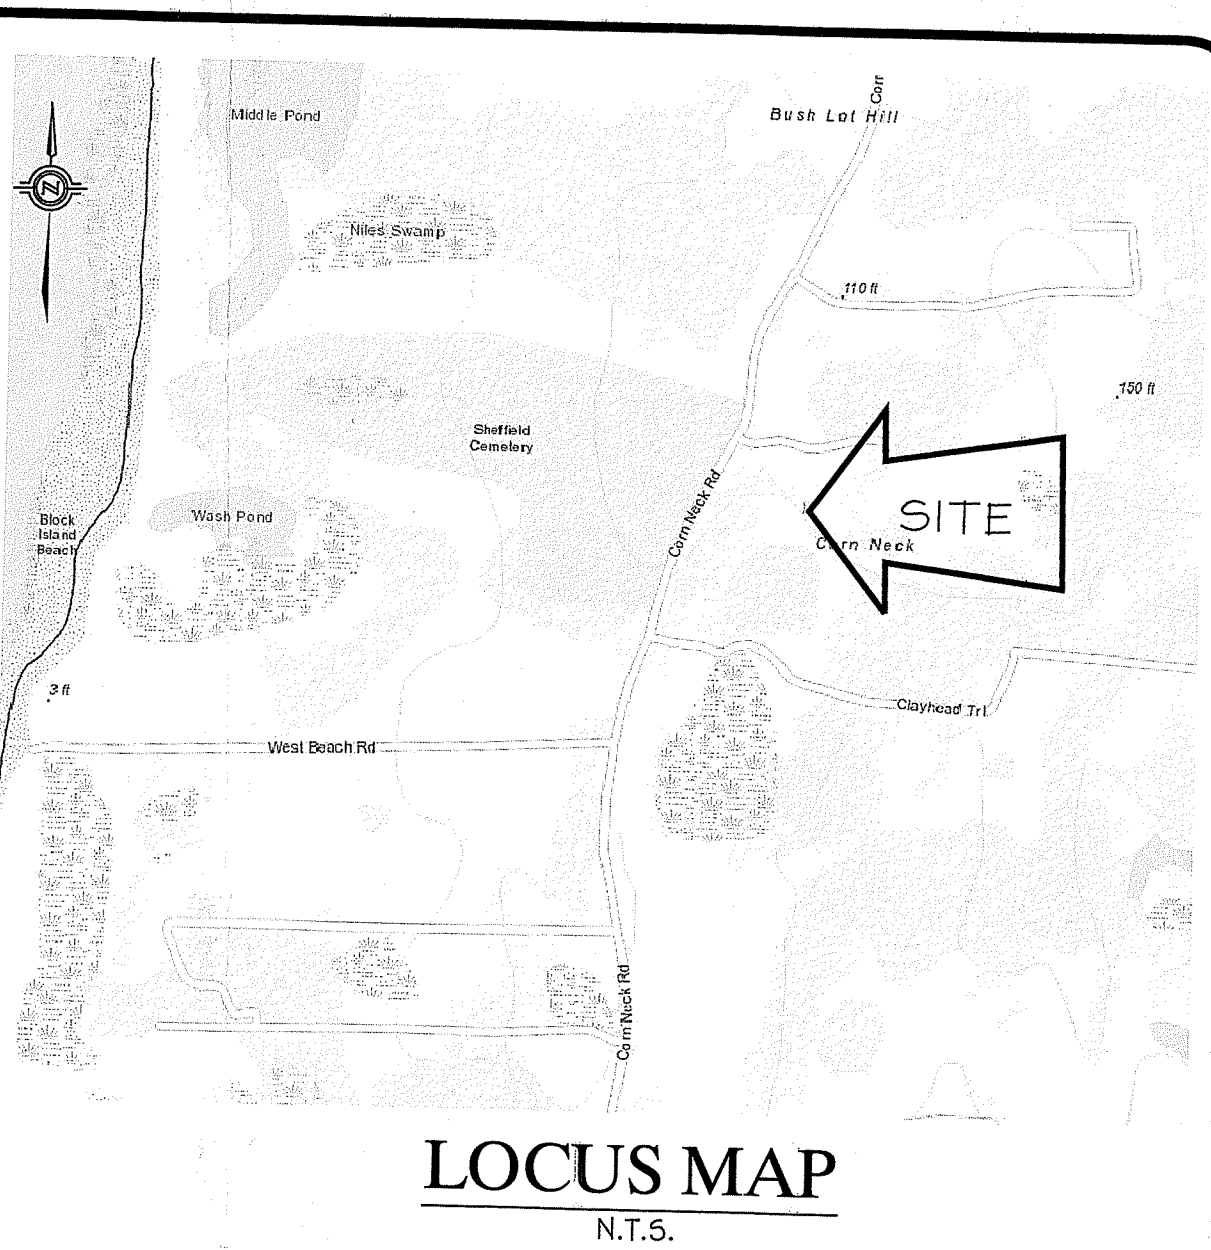 Corr
Bush Lot Hill
Middle Pond
N
Niles Swamp
110 ft
150 ft
Sheffield
Cemetery
Corn Neck Rd
SITE
Wash Pond
Block
Island
Beach
Corn Neck
3 ft
Clayhead Trl
West Beach Rd
Corn Neck Rd
LOCUS MAP
N.T.S.